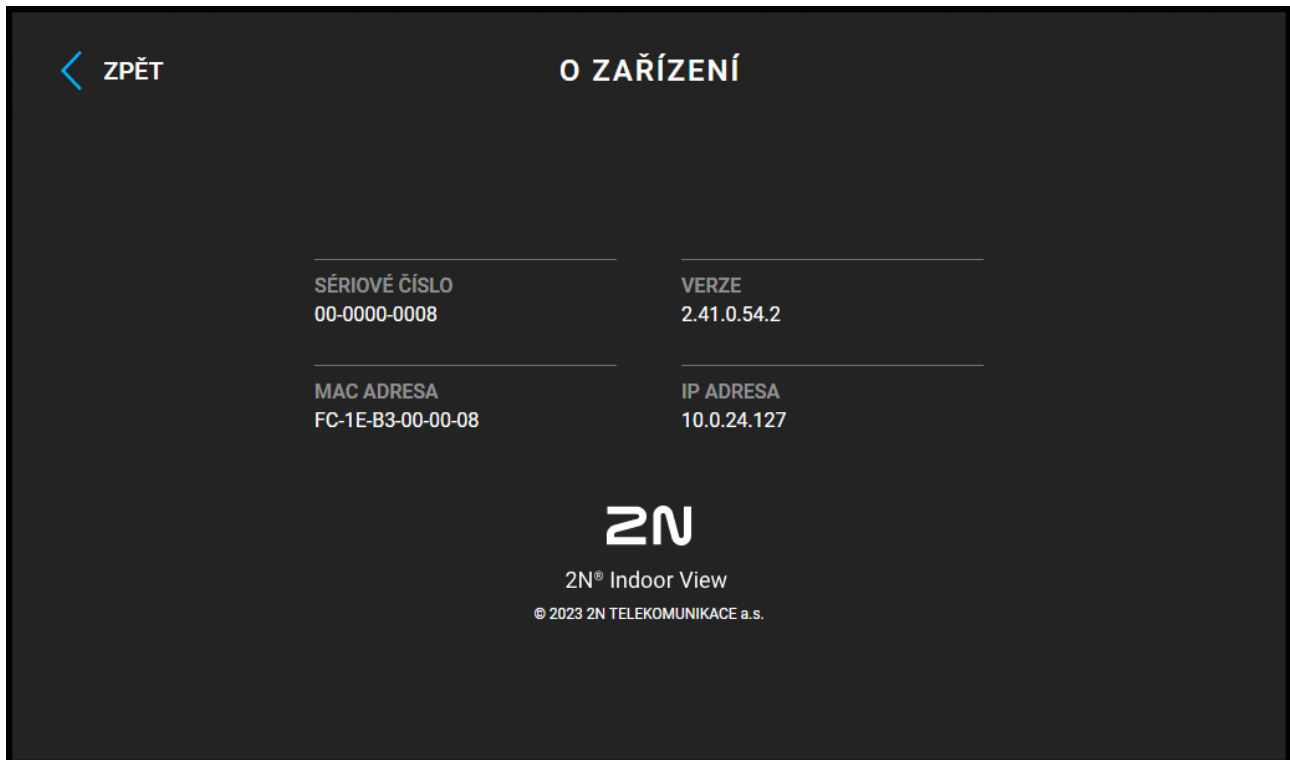 ZPĚT
O ZAŘÍZENÍ
SÉRIOVÉ ČÍSLO
00-0000-0008
VERZE
2.41.0.54.2
MAC ADRESA
FC-1E-B3-00-00-08
IP ADRESA
10.0.24.127
2N
2N® Indoor View
© 2023 2N TELEKOMUNIKACE a.s.